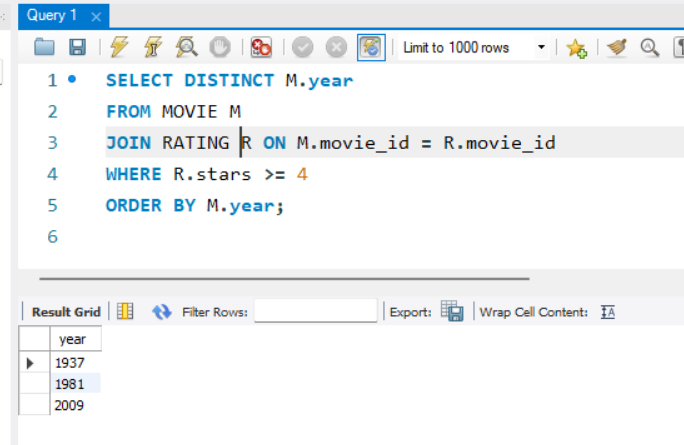 Query 1
Limit to 1000 rows
1 SELECT DISTINCT M.year
2 FROM MOVIE M
3 JOIN RATING R ON M.movie_id = R.movie_id
4 WHERE R.stars >= 4
5 ORDER BY M.year;
6
Result Grid Filter Rows: Export: Wrap Cell Content: IA
year
1937
1981
2009